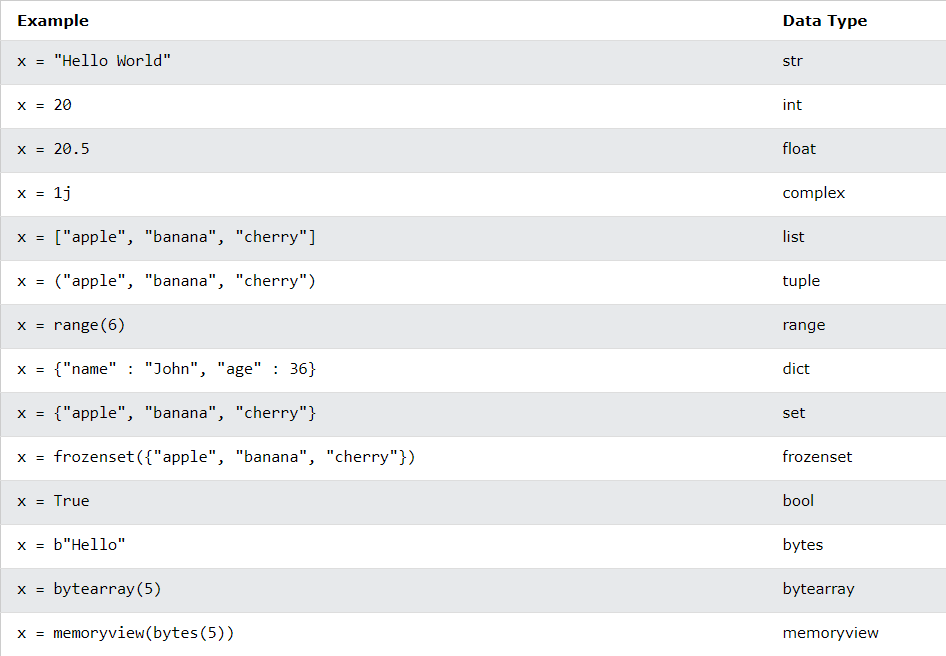 Example Data Type
x = "Hello World" str
x = 20 int
x = 20.5 float
x = 1j complex
x = ["apple", "banana", "cherry"] list
x = ("apple", "banana", "cherry") tuple
x = range(6) range
x = {"name" : "John", "age" : 36} dict
x = {"apple", "banana", "cherry"} set
x = frozenset({"apple", "banana", "cherry"}) frozenset
x = True bool
x = b"Hello" bytes
x = bytearray(5) bytearray
x = memoryview(bytes(5)) memoryview